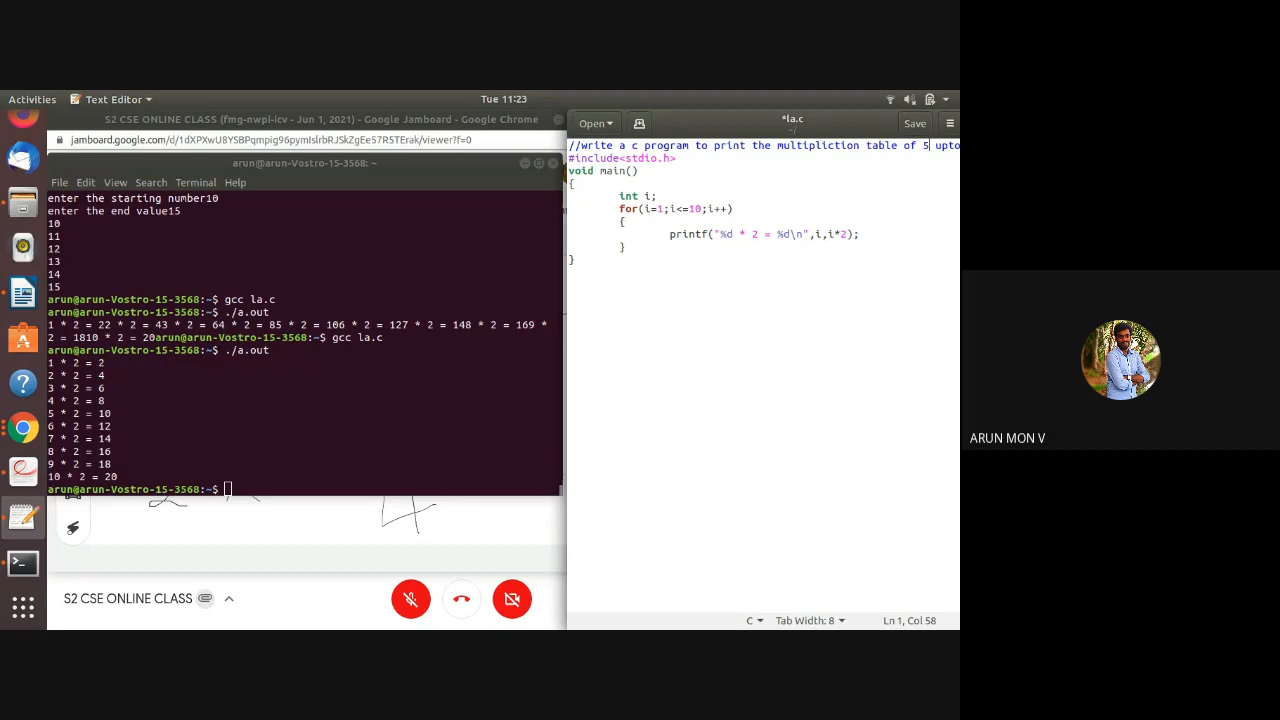 Activities Text Editor Tue 11:23
S2 CSE ONLINE CLASS (fmg-nwpi-icv - Jun 1, 2021) - Google Jamboard - Google Chrome
jamboard.google.com/d/1dXPXwU8YSBPqmpig96pymIslrbRJSkZgEe57R5TErak/viewer?f=0
arun@arun-Vostro-15-3568: ~
File Edit View Search Terminal Help
enter the starting number10
enter the end value15
10
11
12
13
14
15
arun@arun-Vostro-15-3568:~$ gcc la.c
arun@arun-Vostro-15-3568:~$ ./a.out
1 * 2 = 22 * 2 = 43 * 2 = 64 * 2 = 85 * 2 = 106 * 2 = 127 * 2 = 148 * 2 = 169 *
2 = 1810 * 2 = 20arun@arun-Vostro-15-3568:~$ gcc la.c
arun@arun-Vostro-15-3568:~$ ./a.out
1 * 2 = 2
2 * 2 = 4
3 * 2 = 6
4 * 2 = 8
5 * 2 = 10
6 * 2 = 12
7 * 2 = 14
8 * 2 = 16
9 * 2 = 18
10 * 2 = 20
arun@arun-Vostro-15-3568:~$
4
S2 CSE ONLINE CLASS
Open *la.c Save
~/
//write a c program to print the multipliction table of 5 upto
#include<stdio.h>
void main()
{
int i;
for(i=1;i<=10;i++)
{
printf("%d * 2 = %d\n",i,i*2);
}
}
C Tab Width: 8 Ln 1, Col 58
ARUN MON V